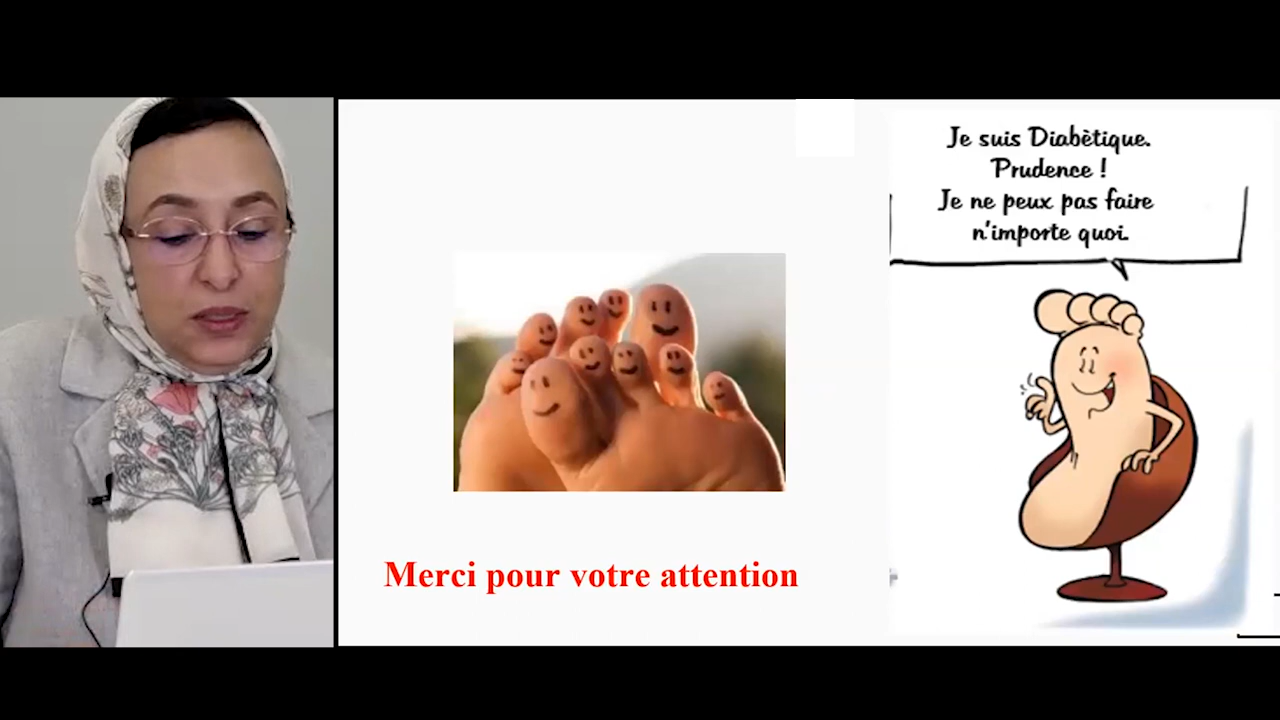 Je suis Diabètique.
Prudence !
Je ne peux pas faire
n'importe quoi.
Merci pour votre attention